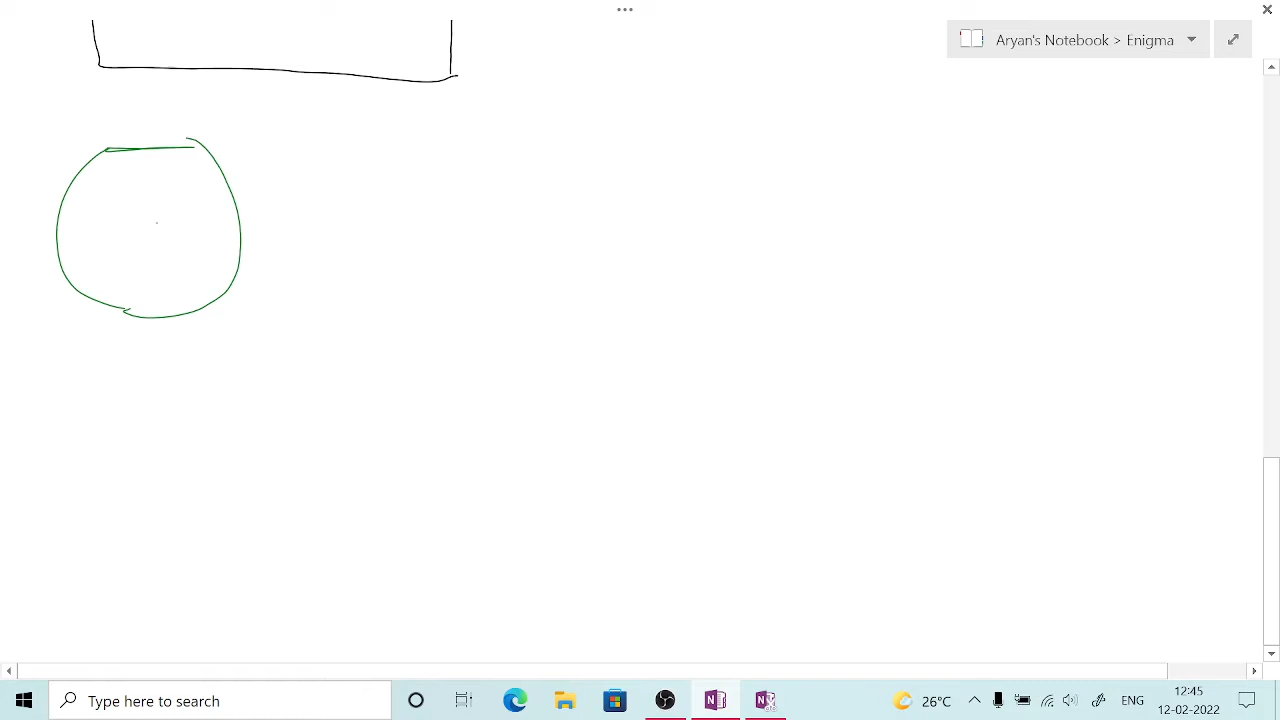 Aryan's Notebook > Enigma
Type here to search
26°C
ENG
12:45
12-02-2022